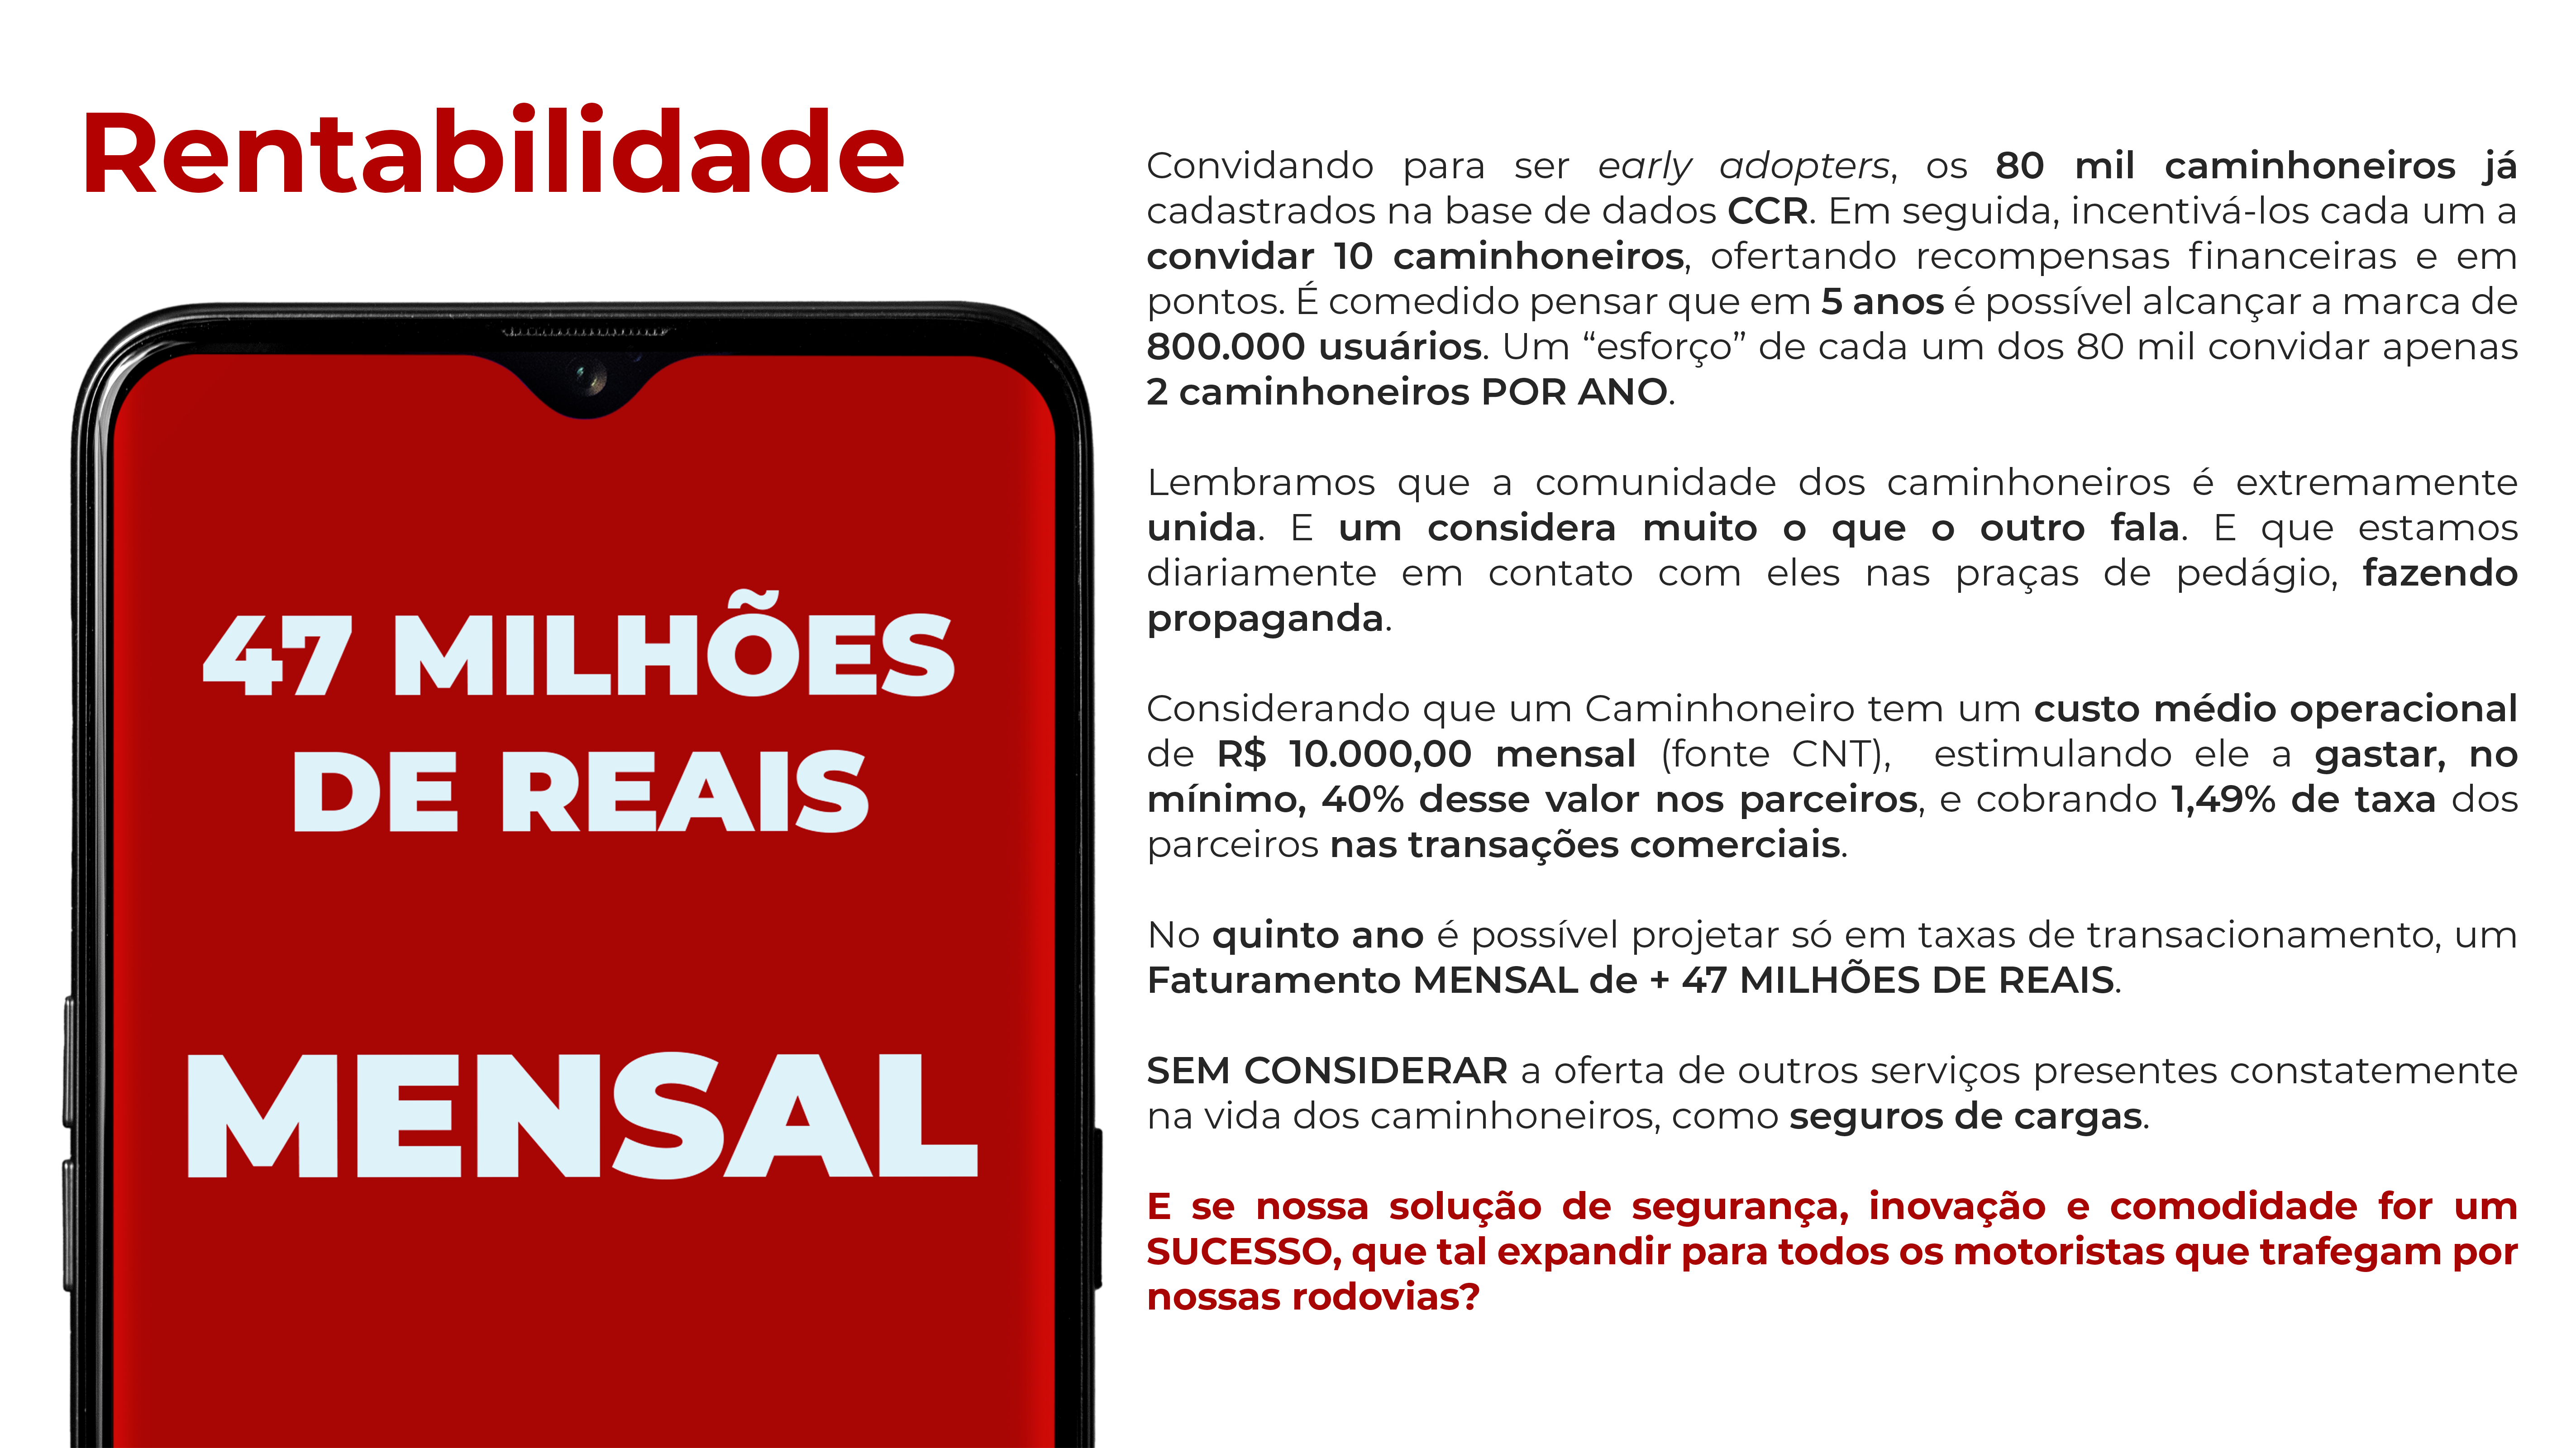 Rentabilidade
47 MILHÕES
DE REAIS
MENSAL
Convidando para ser early adopters, os 80 mil caminhoneiros já
cadastrados na base de dados CCR. Em seguida, incentivá-los cada um a
convidar 10 caminhoneiros, ofertando recompensas financeiras e em
pontos. É comedido pensar que em 5 anos é possível alcançar a marca de
800.000 usuários. Um “esforço” de cada um dos 80 mil convidar apenas
2 caminhoneiros POR ANO.
Lembramos que a comunidade dos caminhoneiros é extremamente
unida. E um considera muito o que o outro fala. E que estamos
diariamente em contato com eles nas praças de pedágio, fazendo
propaganda.
Considerando que um Caminhoneiro tem um custo médio operacional
de R$ 10.000,00 mensal (fonte CNT), estimulando ele a gastar, no
mínimo, 40% desse valor nos parceiros, e cobrando 1,49% de taxa dos
parceiros nas transações comerciais.
No quinto ano é possível projetar só em taxas de transacionamento, um
Faturamento MENSAL de + 47 MILHÕES DE REAIS.
SEM CONSIDERAR a oferta de outros serviços presentes constatemente
na vida dos caminhoneiros, como seguros de cargas.
E se nossa solução de segurança, inovação e comodidade for um
SUCESSO, que tal expandir para todos os motoristas que trafegam por
nossas rodovias?